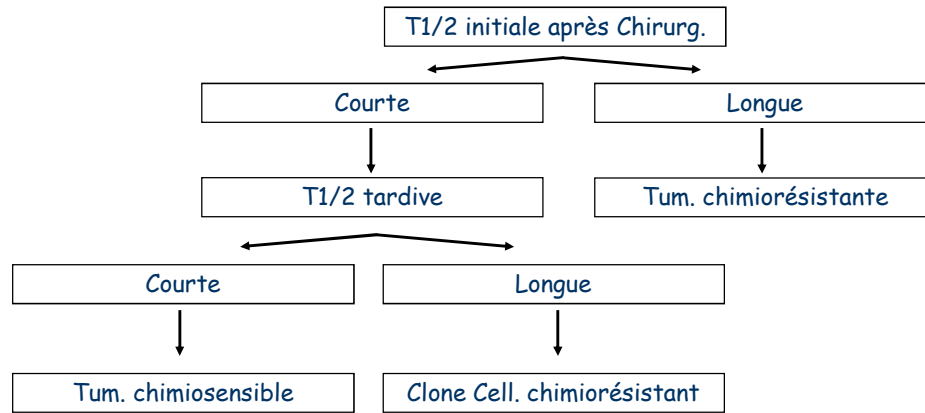 T1/2 initiale après Chirurg.
Courte
Longue
T1/2 tardive
Tum. chimiorésistante
Courte
Longue
Tum. chimiosensible
Clone Cell. chimiorésistant